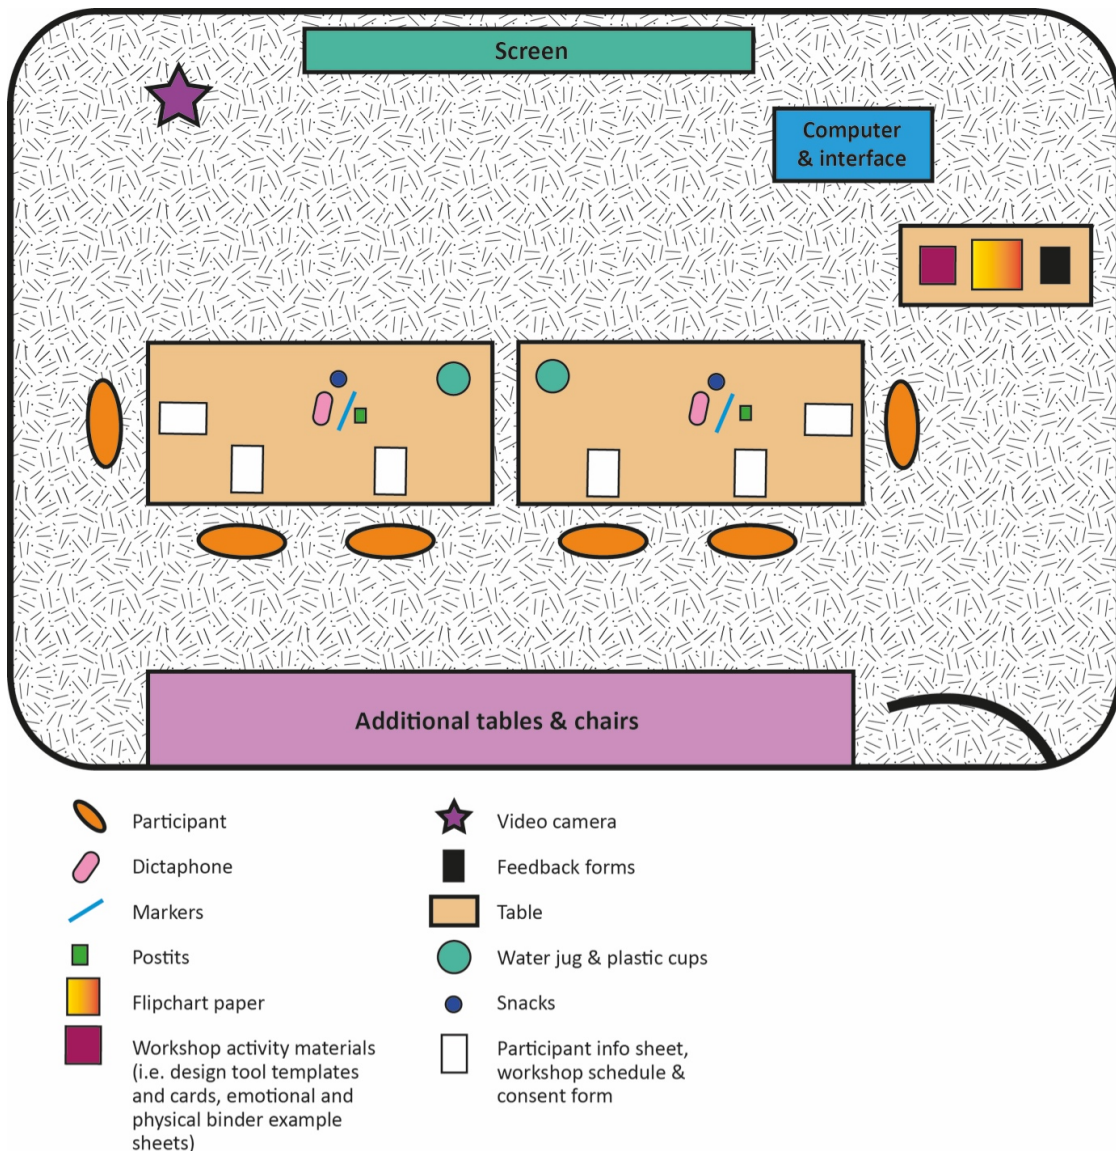 Screen
Computer
& interface
Additional tables & chairs
Participant
Dictaphone
Markers
Postits
Flipchart paper
Workshop activity materials
(i.e. design tool templates
and cards, emotional and
physical binder example
sheets)
Video camera
Feedback forms
Table
Water jug & plastic cups
Snacks
Participant info sheet,
workshop schedule &
consent form